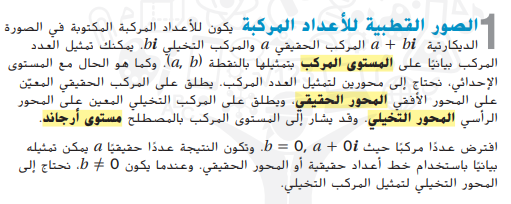 1 الصور القطبية للأعداد المركبة يكون للأعداد المركبة المكتوبة في الصورة
الديكارتية a + bi المركب الحقيقي a والمركب التخيلي bi. يمكنك تمثيل العدد
المركب بيانيًا على المستوى المركب بتمثيلها بالنقطة (a, b). وكما هو الحال مع المستوى
الإحداثي، نحتاج إلى محورين لتمثيل العدد المركب. يطلق على المركب الحقيقي المعيّن
على المحور الأفقي المحور الحقيقي، ويطلق على المركب التخيلي المعين على المحور
الرأسي المحور التخيلي. وقد يشار إلى المستوى المركب بالمصطلح مستوى أرجاند.
افترض عددًا مركبًا حيث b = 0, a + 0i. وتكون النتيجة عددًا حقيقيًا a يمكن تمثيله
بيانيًا باستخدام خط أعداد حقيقية أو المحور الحقيقي. وعندما يكون b ≠ 0، نحتاج إلى
المحور التخيلي لتمثيل المركب التخيلي.